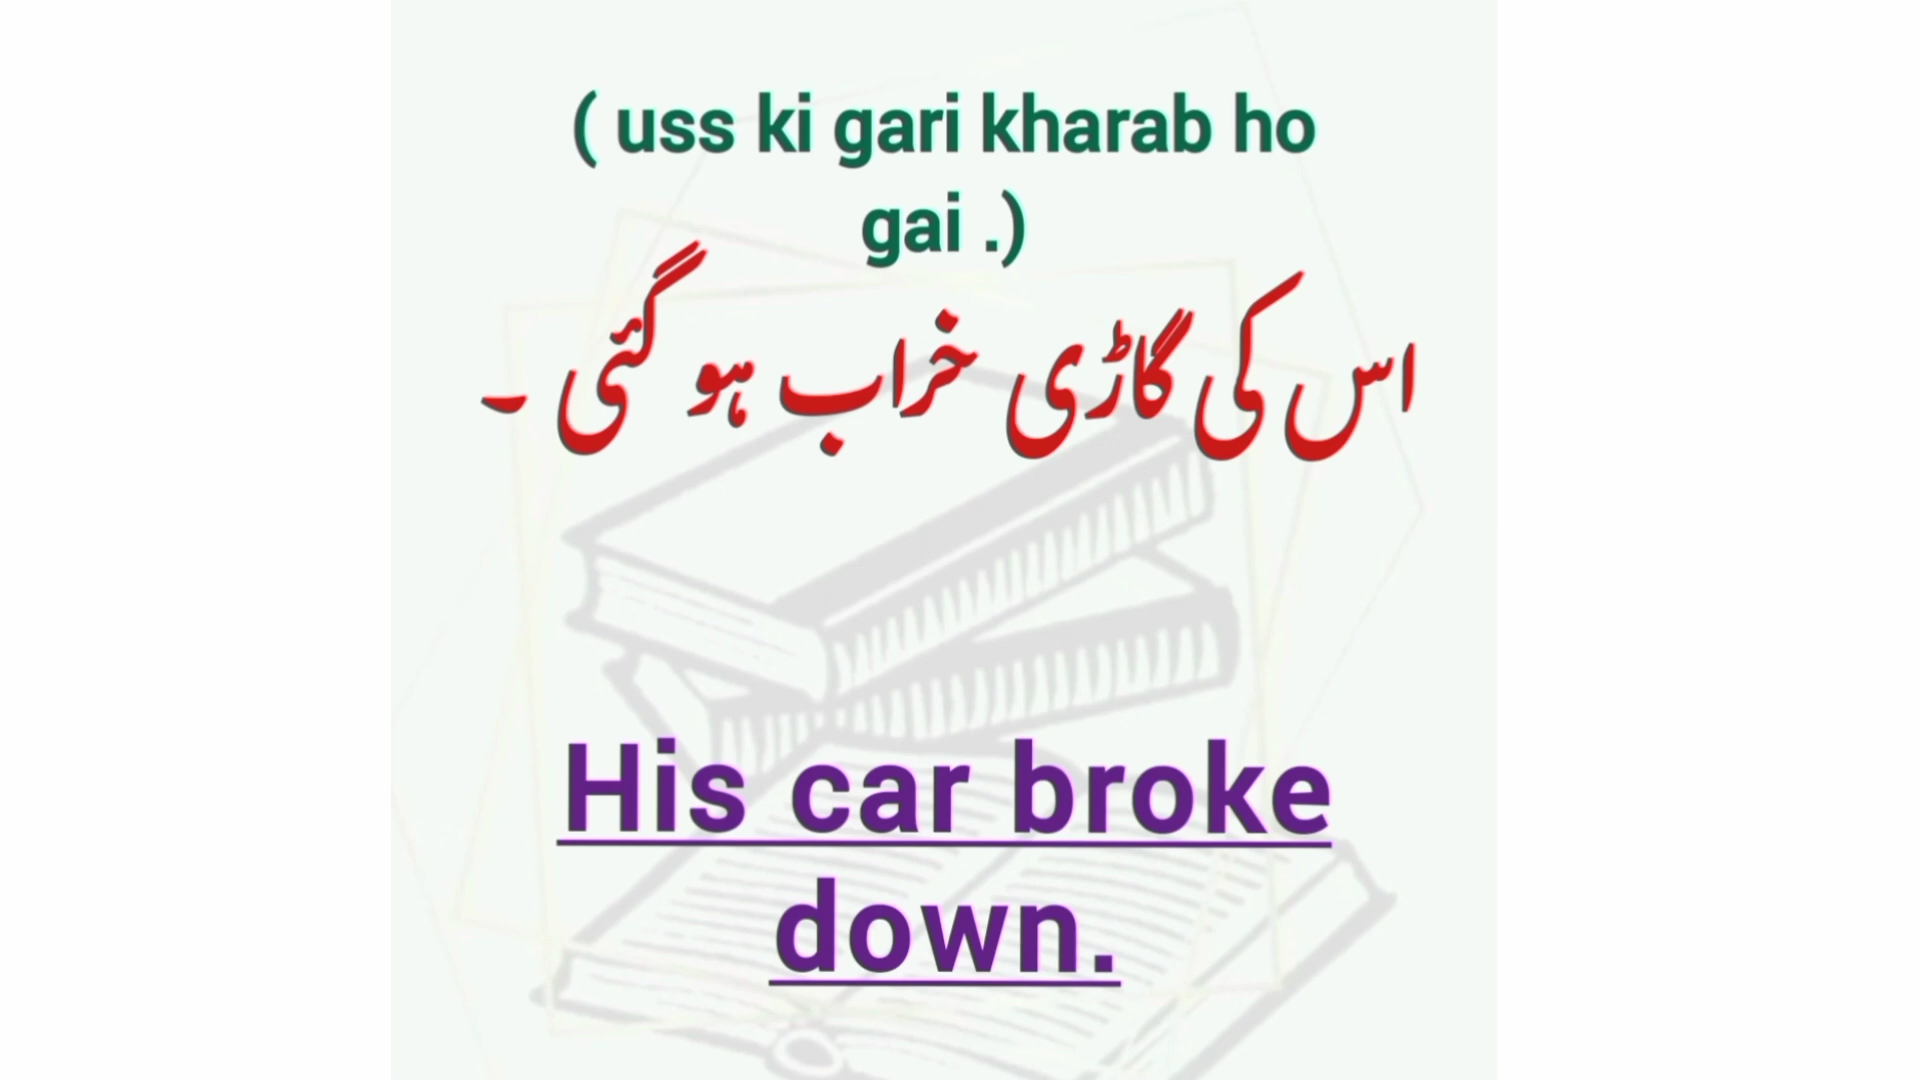 ( uss ki gari kharab ho
gai .)
اس کی گاڑی خراب ہو گئی ۔
His car broke
down.